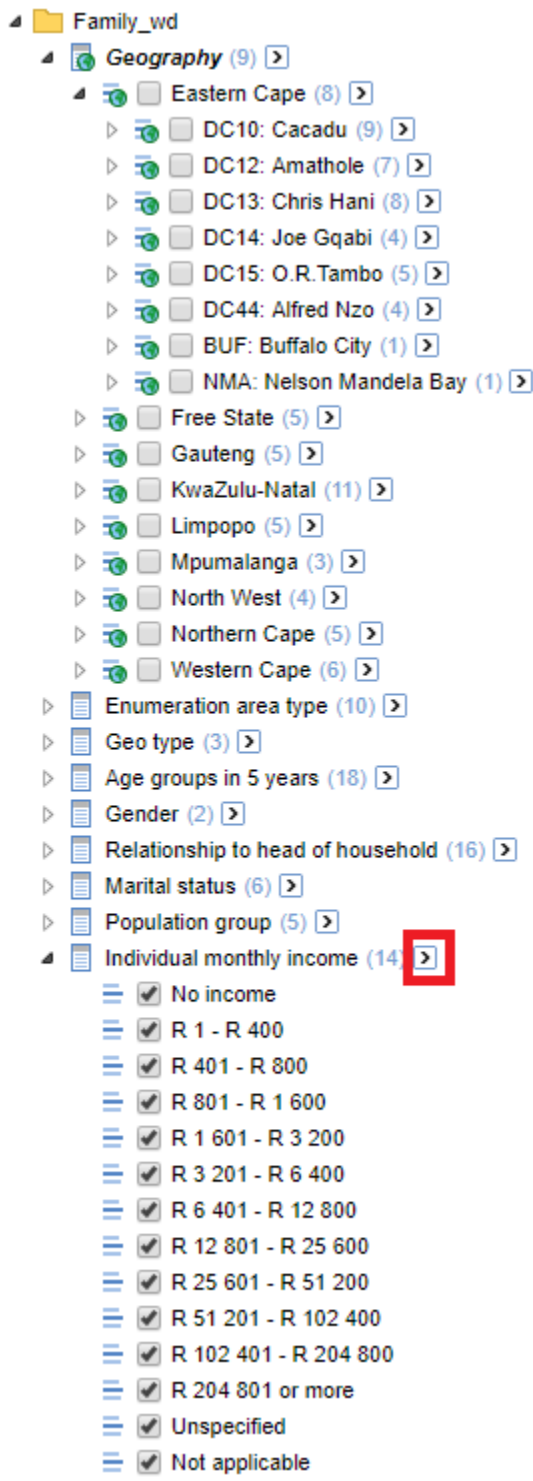 Family_wd
Geography (9)
Eastern Cape (8)
DC10: Cacadu (9)
DC12: Amathole (7)
DC13: Chris Hani (8)
DC14: Joe Gqabi (4)
DC15: O.R.Tambo (5)
DC44: Alfred Nzo (4)
BUF: Buffalo City (1)
NMA: Nelson Mandela Bay (1)
Free State (5)
Gauteng (5)
KwaZulu-Natal (11)
Limpopo (5)
Mpumalanga (3)
North West (4)
Northern Cape (5)
Western Cape (6)
Enumeration area type (10)
Geo type (3)
Age groups in 5 years (18)
Gender (2)
Relationship to head of household (16)
Marital status (6)
Population group (5)
Individual monthly income (14)
No income
R 1 - R 400
R 401 - R 800
R 801 - R 1 600
R 1 601 - R 3 200
R 3 201 - R 6 400
R 6 401 - R 12 800
R 12 801 - R 25 600
R 25 601 - R 51 200
R 51 201 - R 102 400
R 102 401 - R 204 800
R 204 801 or more
Unspecified
Not applicable